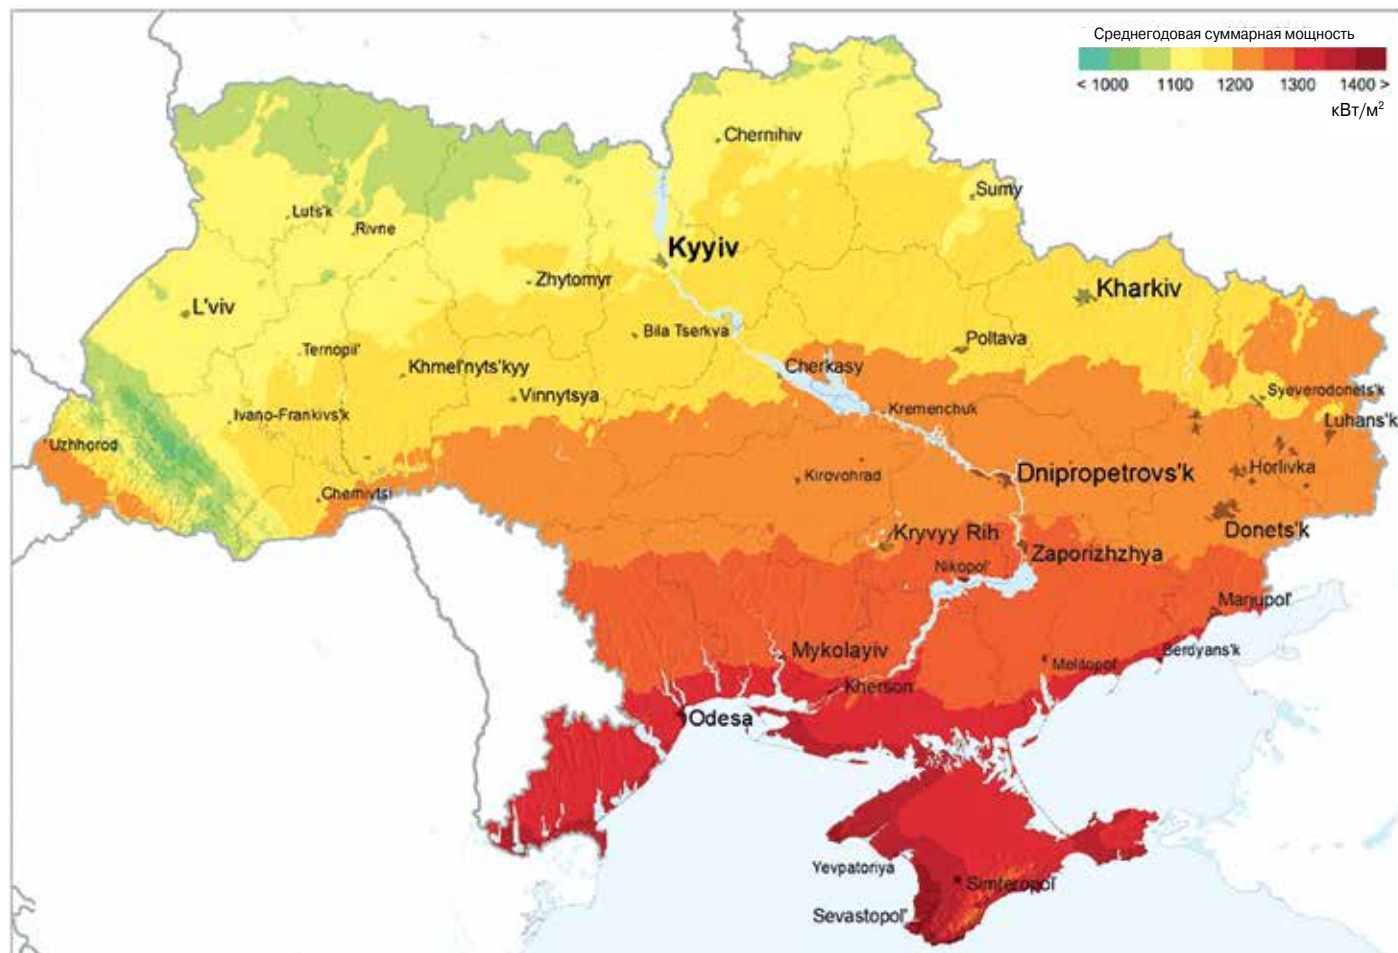 Среднегодовая суммарная мощность
< 1000 1100 1200 1300 1400 >
кВт/м²
Chernihiv
Sumy
Luts'k
Rivne
Kyyiv
Zhytomyr
Kharkiv
L'viv
Bila Tserkva
Poltava
Ternopil'
Khmel'nyts'kyy
Cherkasy
Vinnytsya
Syeverodonets'k
Ivano-Frankivs'k
Kremenchuk
Luhans'k
Uzhhorod
Kirovohrad
Dnipropetrovs'k
Horlivka
Chernivtsi
Kryvyy Rih
Donets'k
Zaporizhzhya
Nikopol'
Mariupol'
Mykolayiv
Melitopol'
Berdyans'k
Kherson
Odesa
Yevpatoriya
Simferopol'
Sevastopol'